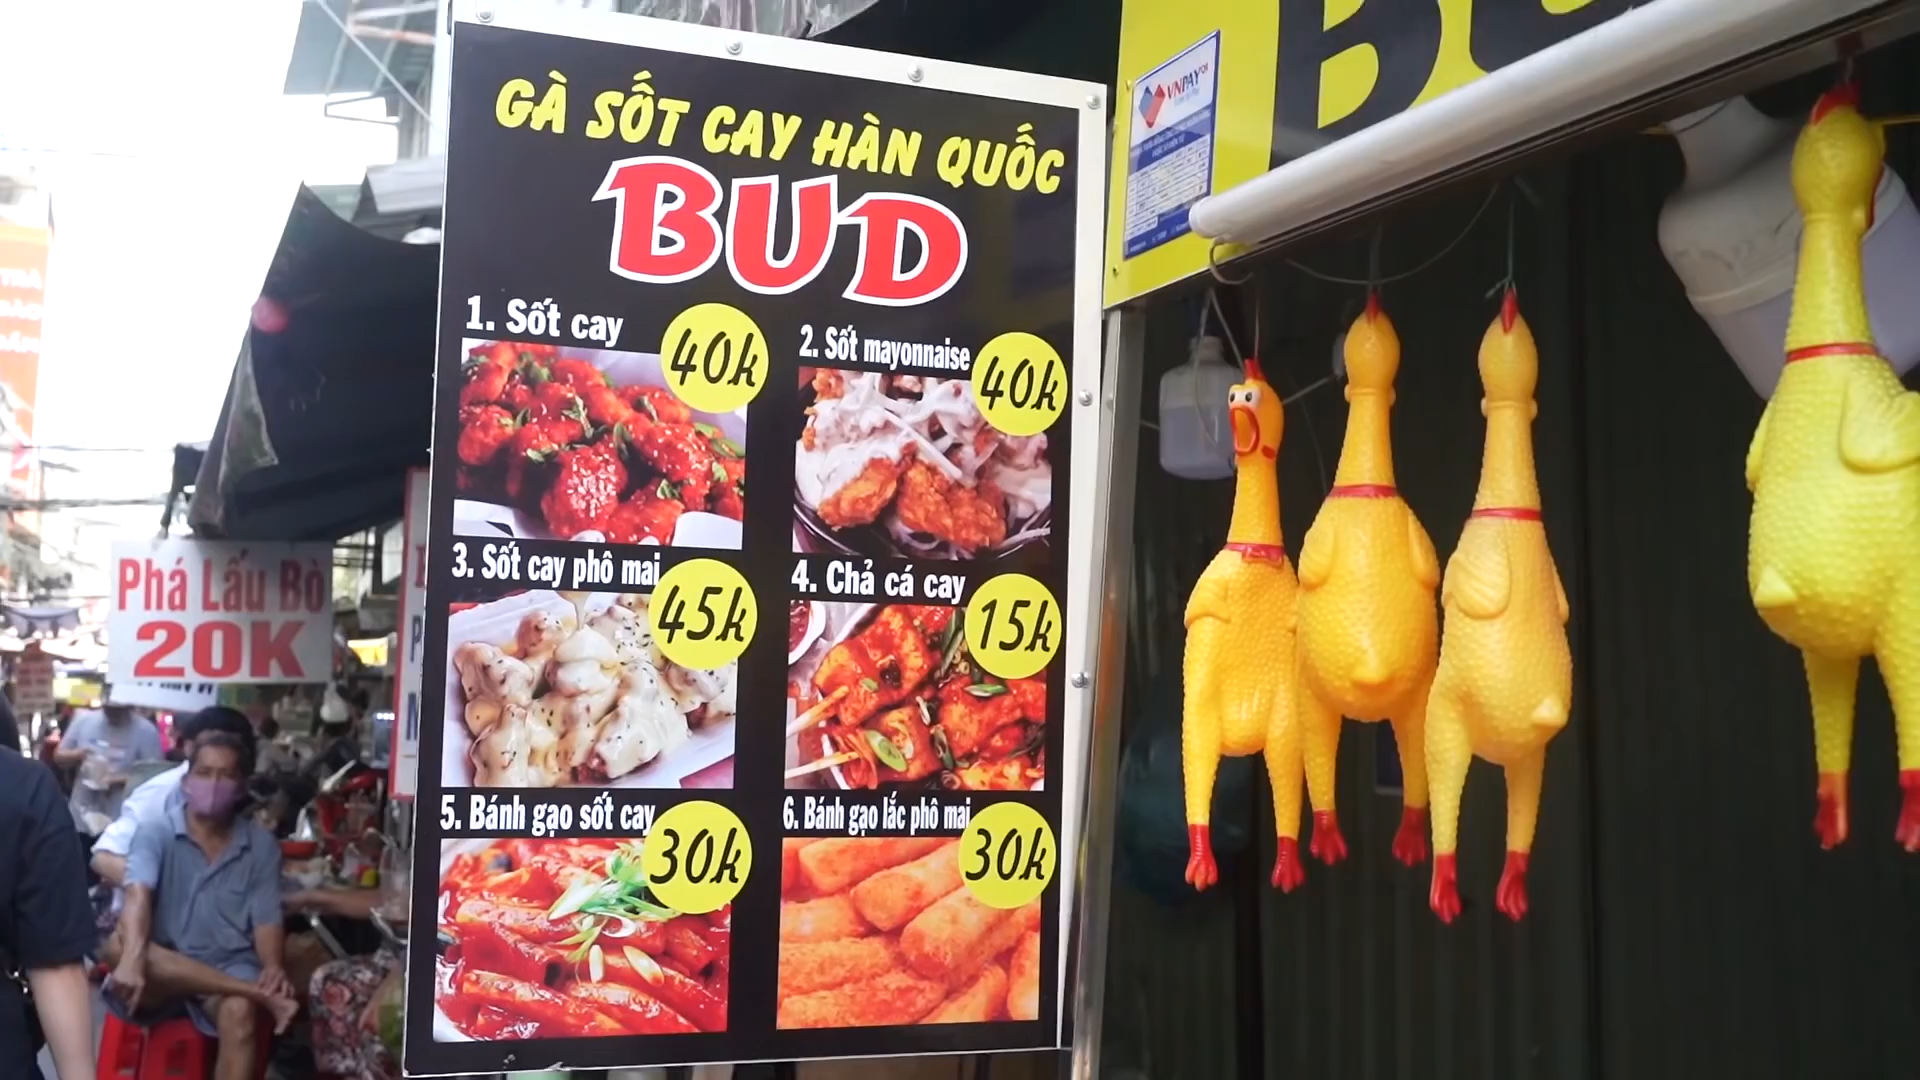 GÀ SỐT CAY HÀN QUỐC
BUD
1. Sốt cay
40k
2. Sốt mayonnaise
40k
3. Sốt cay phô mai
45k
4. Chả cá cay
15k
5. Bánh gạo sốt cay
30k
6. Bánh gạo lắc phô mai
30k
Phá Lấu Bò
20K
VNPAY